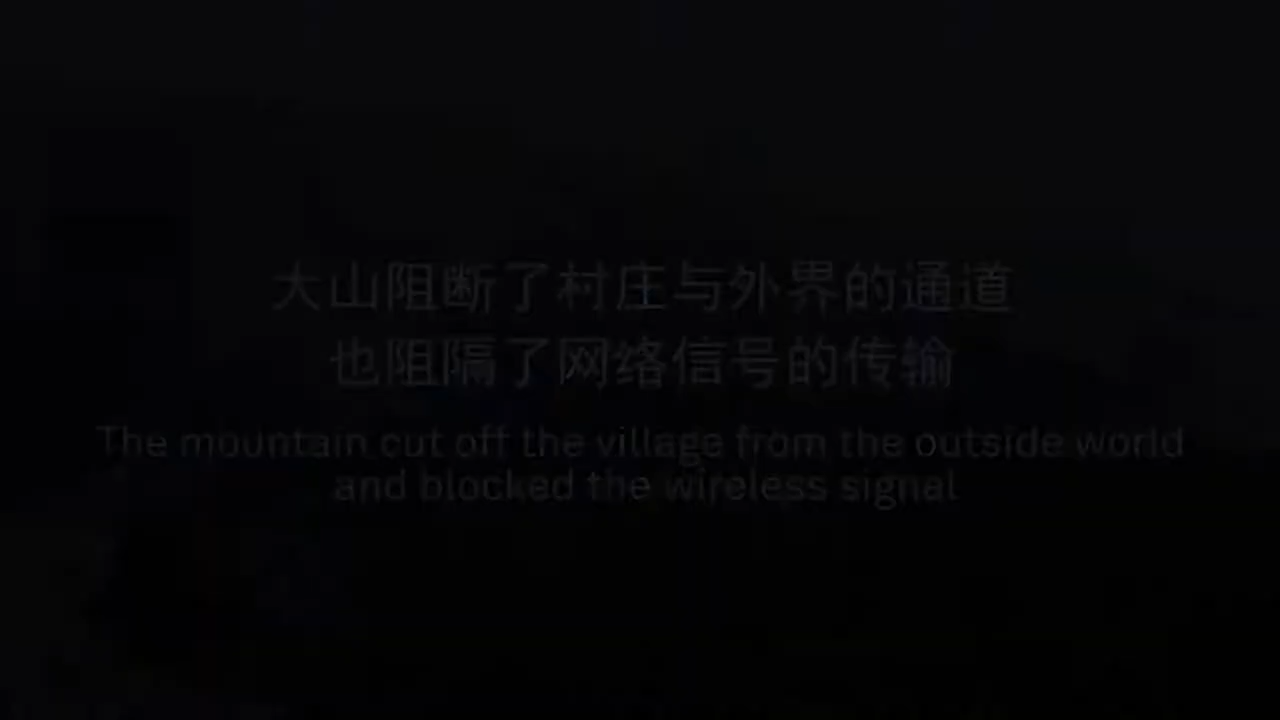 大山阻断了村庄与外界的通道
也阻隔了网络信号的传输
The mountain cut off the village from the outside world
and blocked the wireless signal